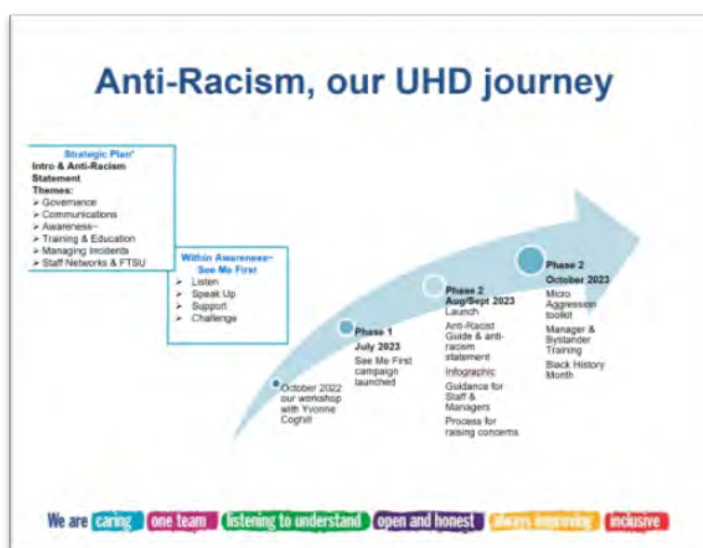 Anti-Racism, our UHD journey
Strategic Plan*
Intro & Anti-Racism
Statement
Themes:
➢ Governance
➢ Communications
➢ Awareness~
➢ Training & Education
➢ Managing Incidents
➢ Staff Networks & FTSU
Within Awareness~
See Me First
➢ Listen
➢ Speak Up
➢ Support
➢ Challenge
October 2022
our workshop
with Yvonne
Coghill
Phase 1
July 2023
See Me First
campaign
launched
Phase 2
Aug/Sept 2023
Launch
Anti-Racist
Guide & anti-
racism
statement
Infographic
Guidance for
Staff &
Managers
Process for
raising concerns
Phase 2
October 2023
Micro
Aggression
toolkit
Manager &
Bystander
Training
Black History
Month
We are caring one team listening to understand open and honest always improving inclusive